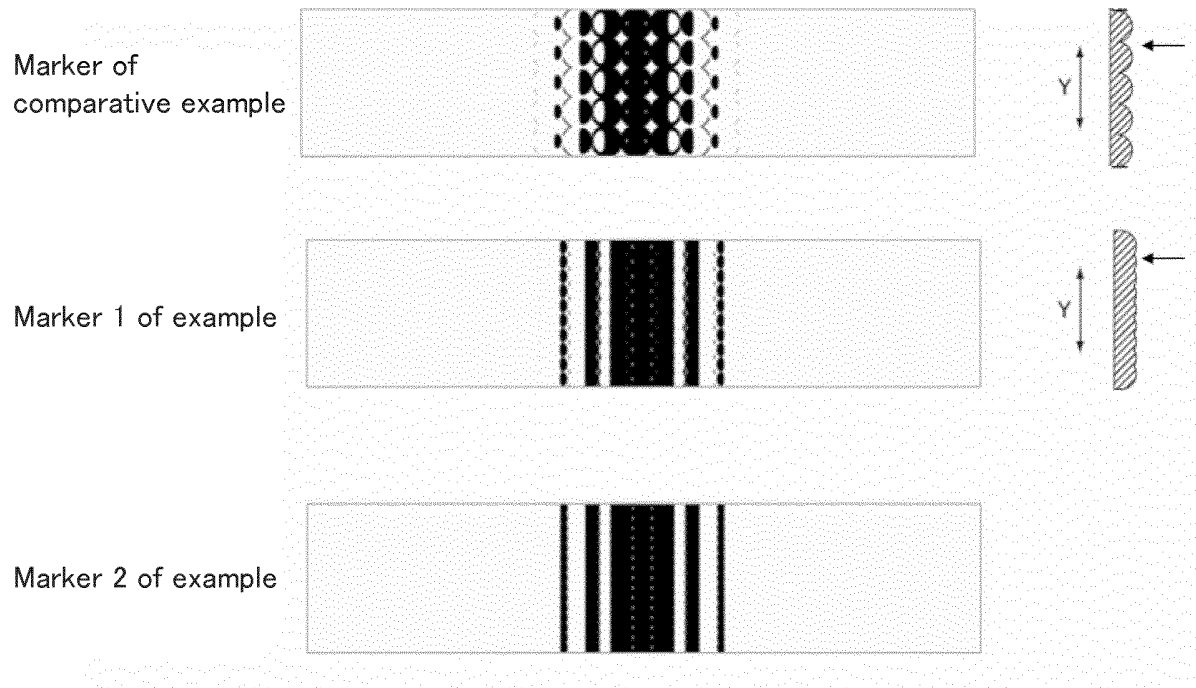 Marker of
comparative example
Y
Marker 1 of example
Y
Marker 2 of example